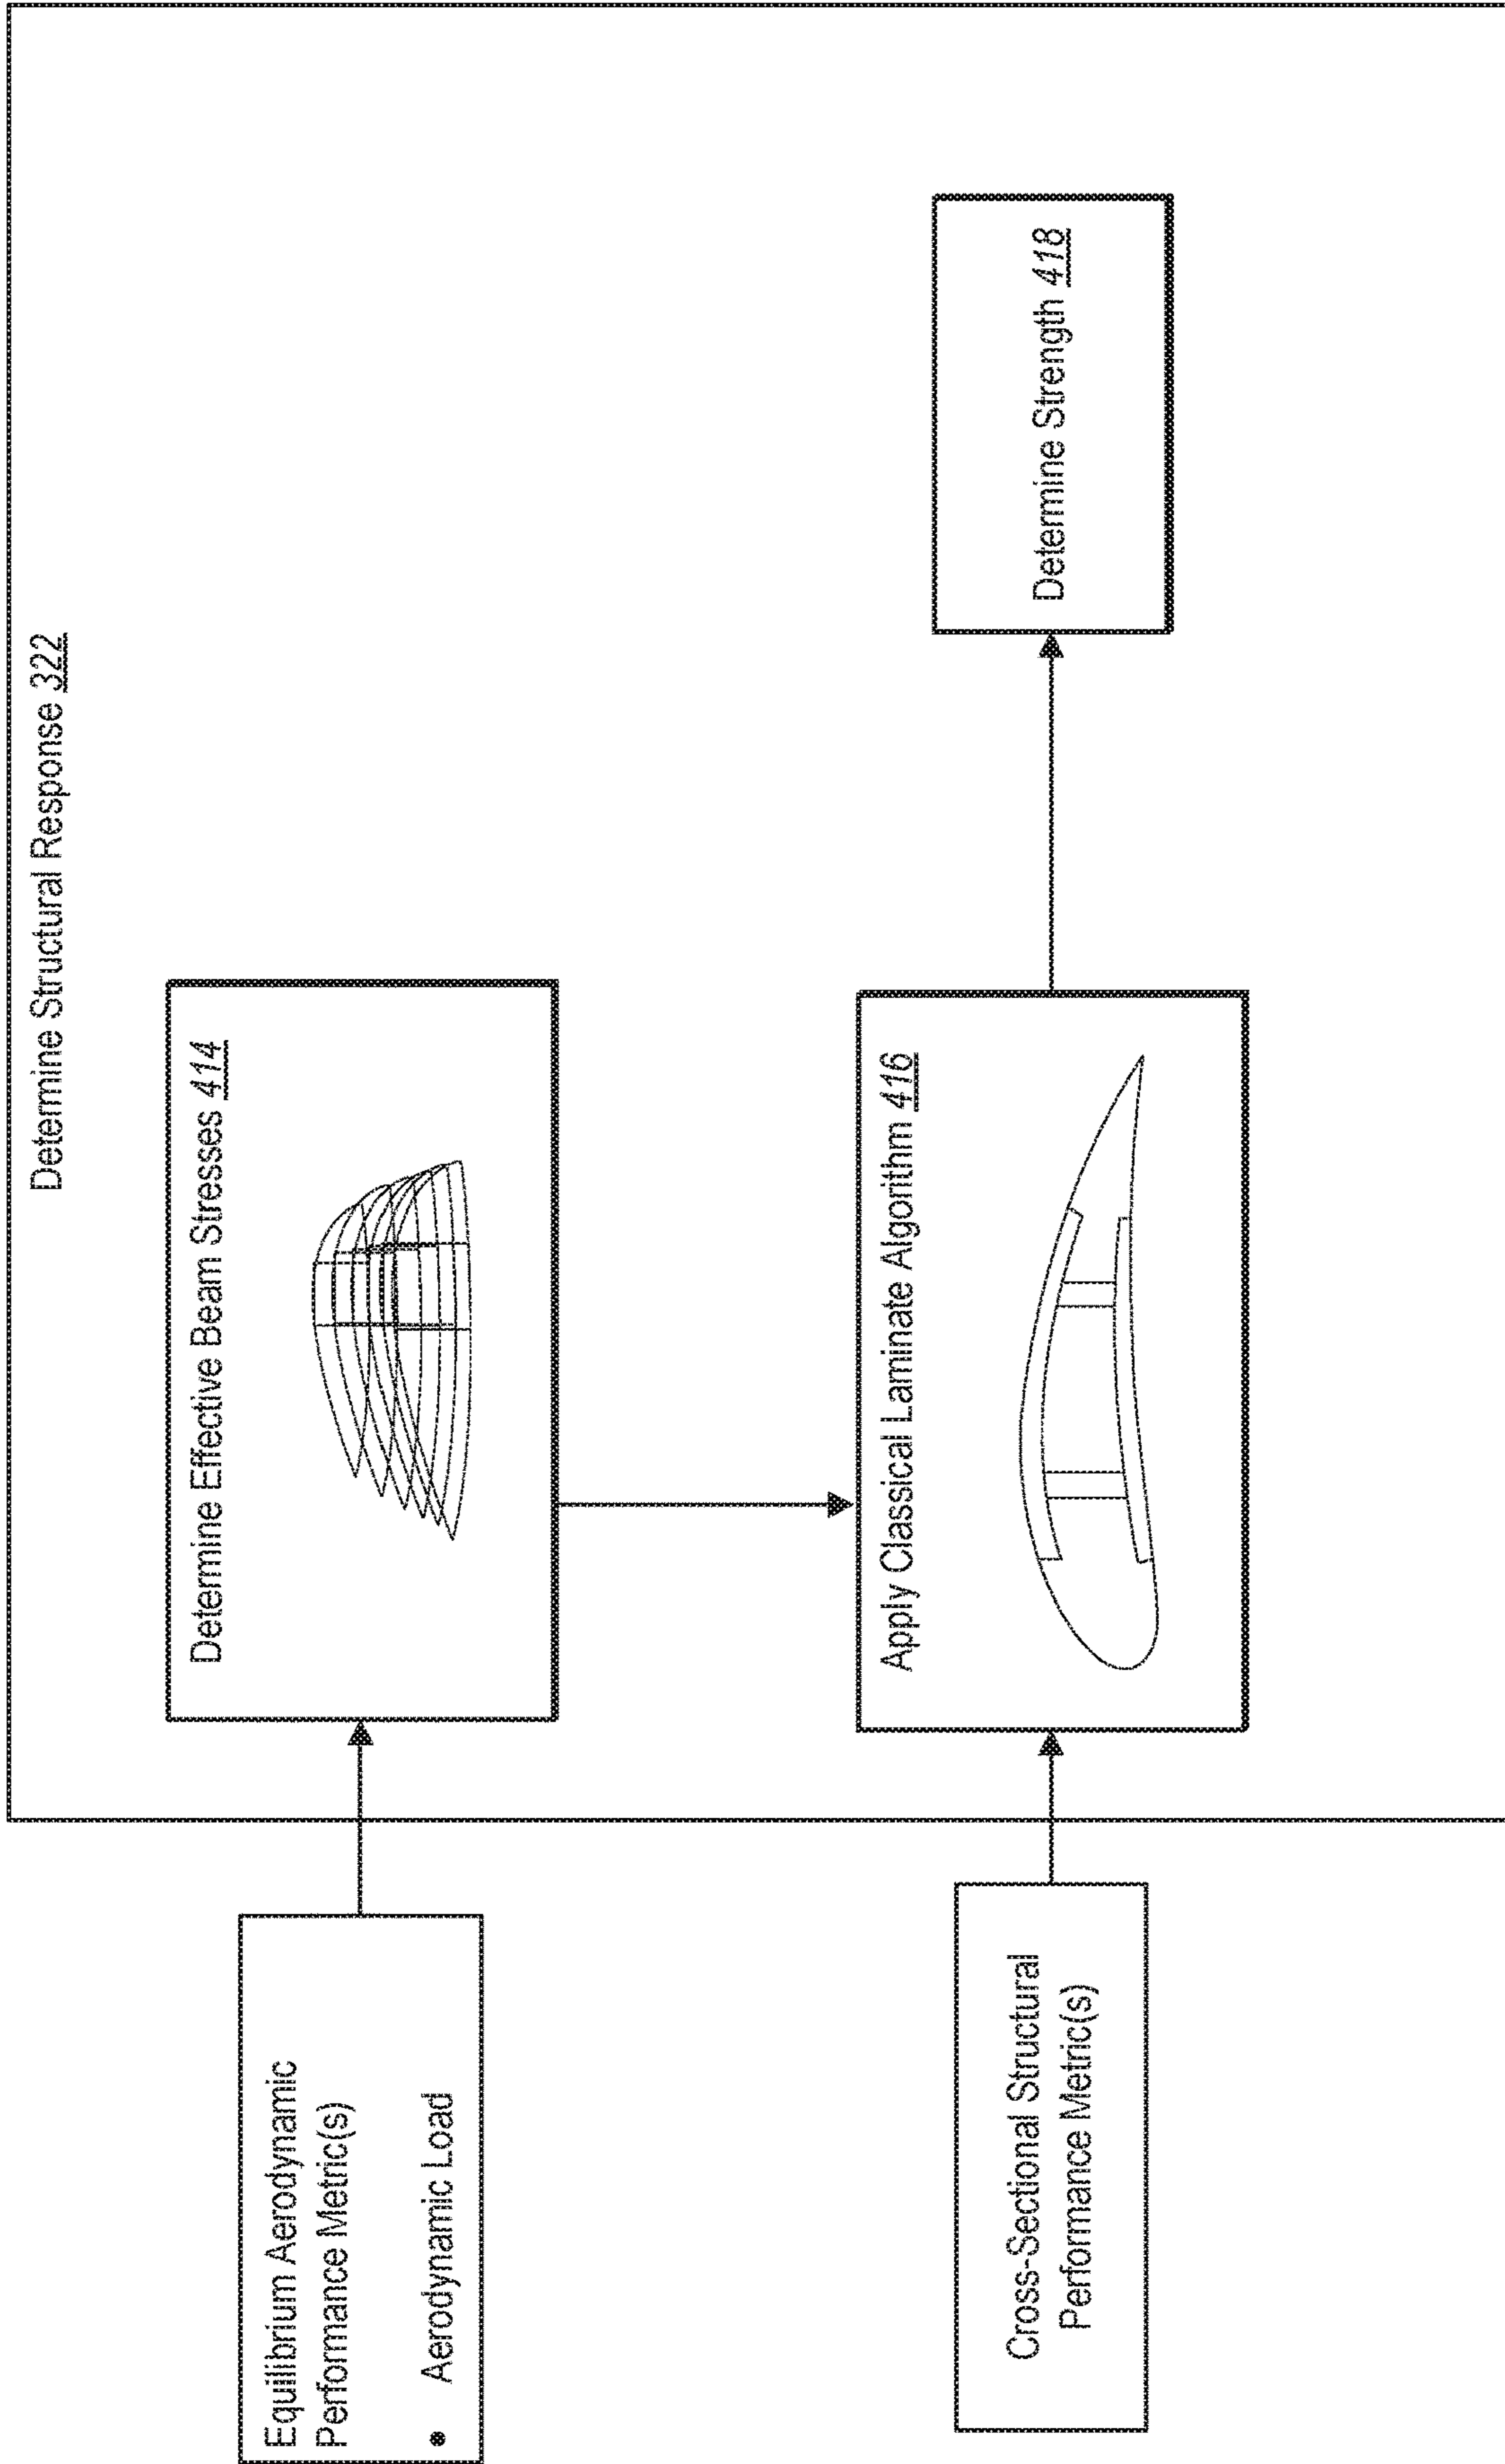 Determine Structural Response 322
Equilibrium Aerodynamic
Performance Metric(s)
• Aerodynamic Load
Determine Effective Beam Stresses 414
Cross-Sectional Structural
Performance Metric(s)
Apply Classical Laminate Algorithm 416
Determine Strength 418